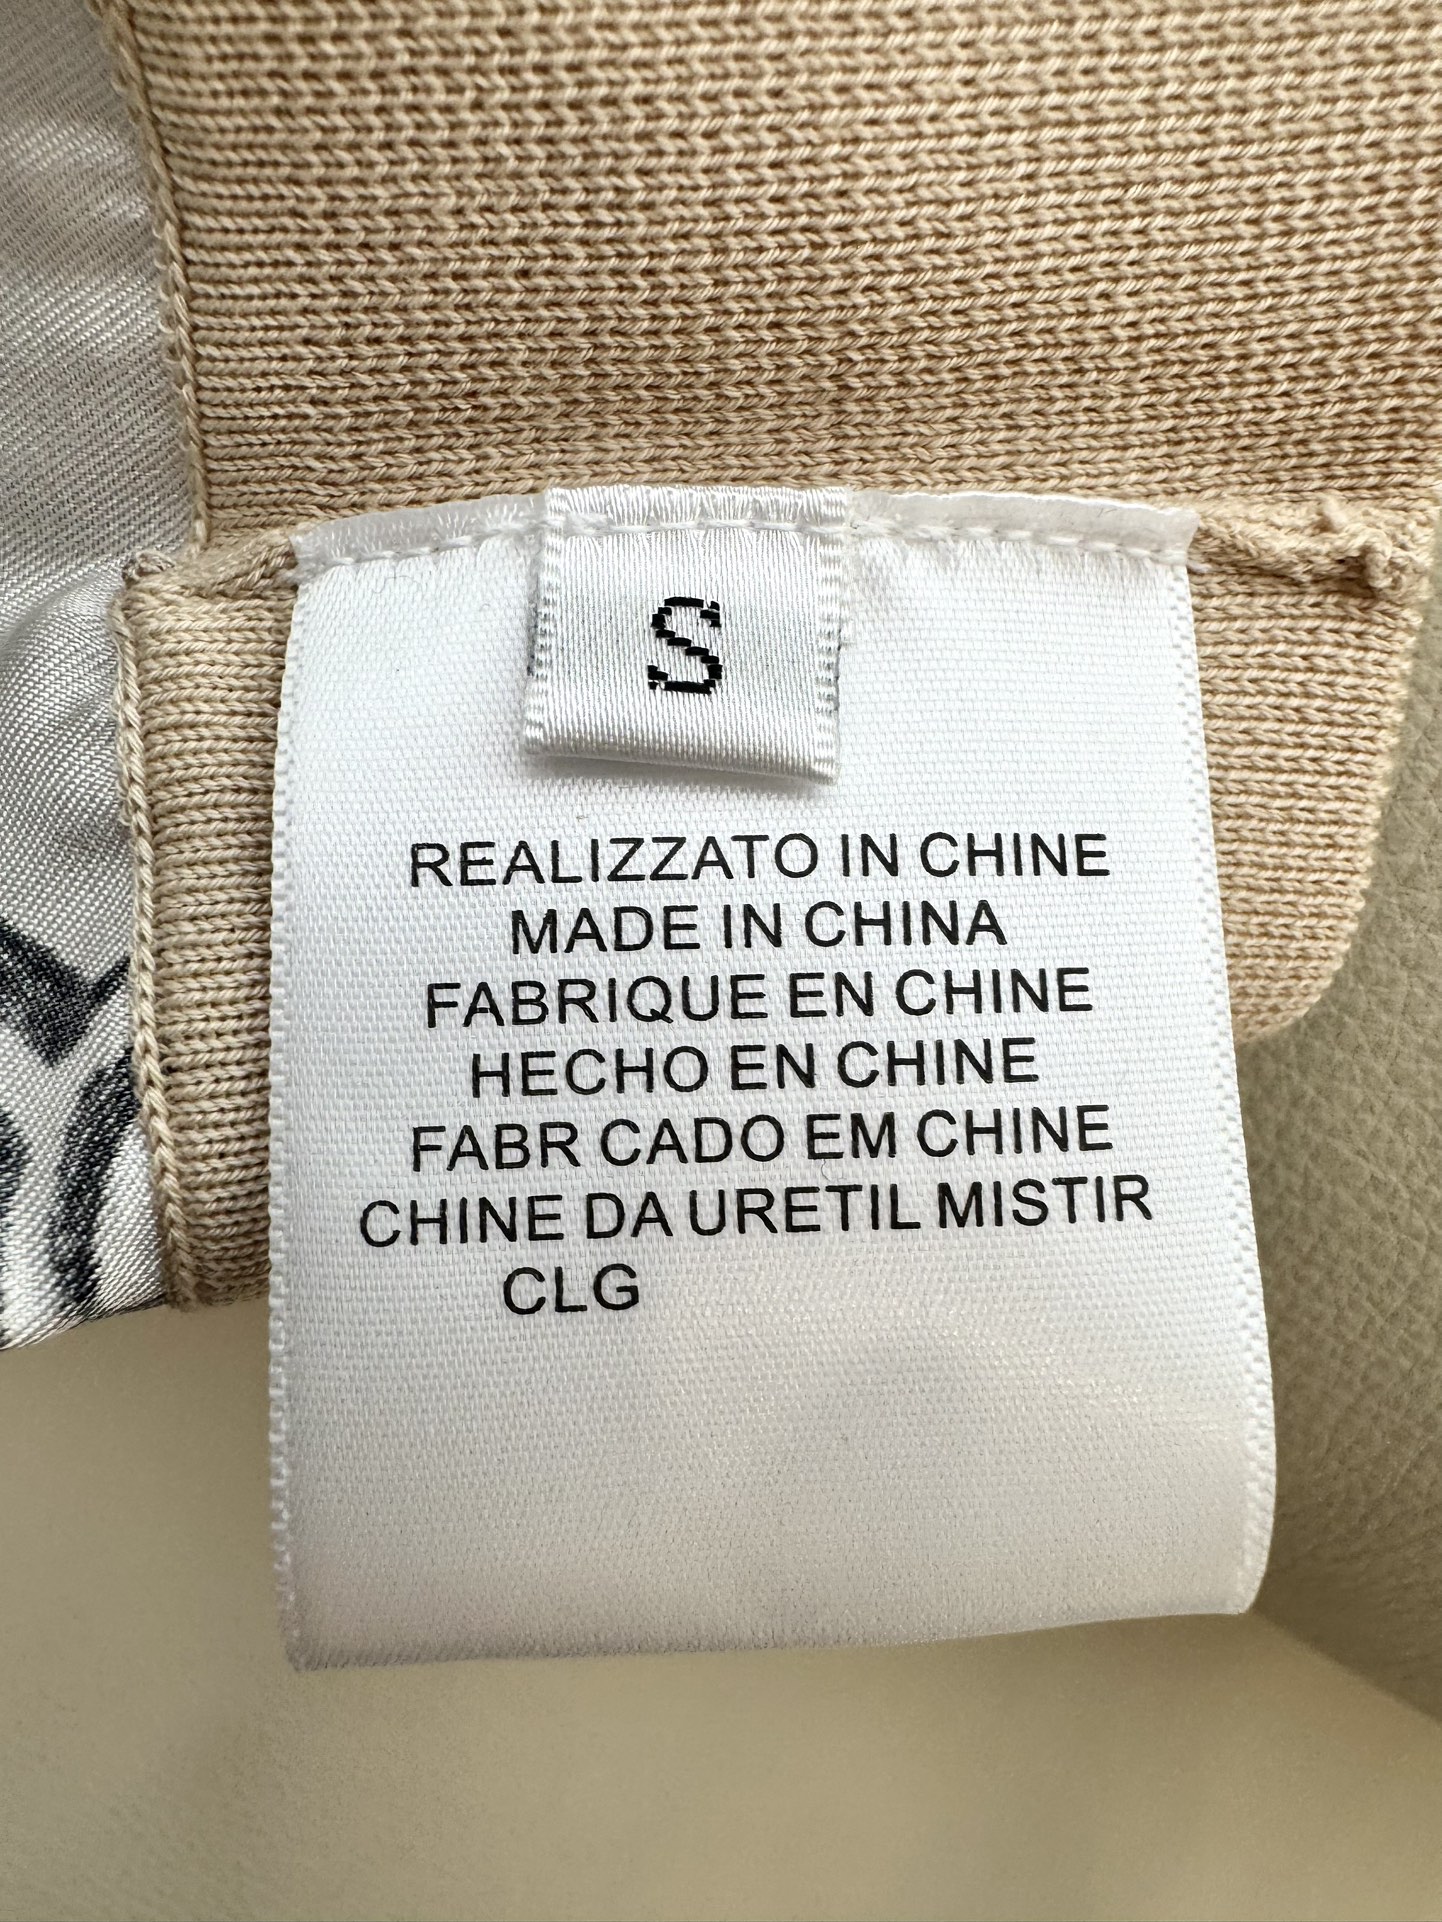 S
REALIZZATO IN CHINE
MADE IN CHINA
FABRIQUE EN CHINE
HECHO EN CHINE
FABR CADO EM CHINE
CHINE DA URETIL MISTIR
CLG